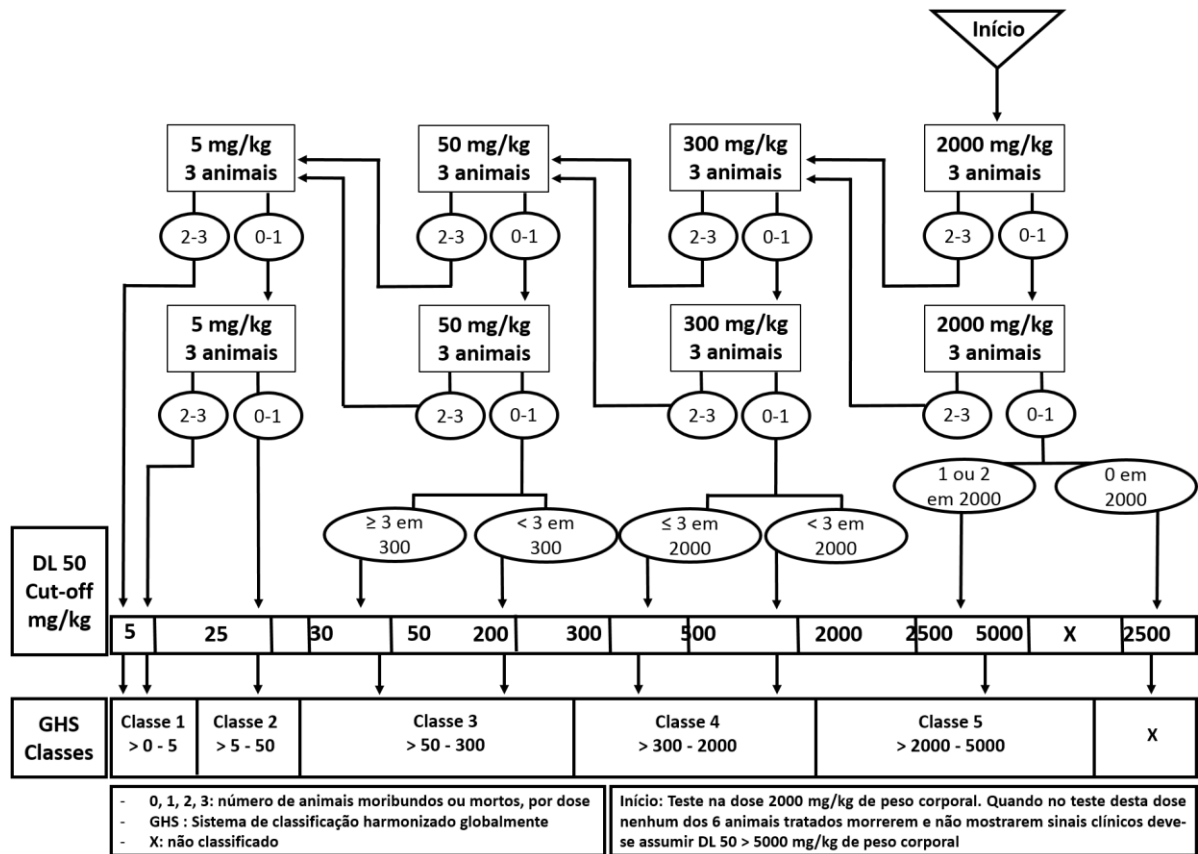 Início
5 mg/kg
3 animais
50 mg/kg
3 animais
300 mg/kg
3 animais
2000 mg/kg
3 animais
2-3
0-1
2-3
0-1
2-3
0-1
2-3
0-1
5 mg/kg
3 animais
50 mg/kg
3 animais
300 mg/kg
3 animais
2000 mg/kg
3 animais
2-3
0-1
2-3
0-1
2-3
0-1
2-3
0-1
≥ 3 em
300
< 3 em
300
≤ 3 em
2000
< 3 em
2000
1 ou 2
em 2000
0 em
2000
DL 50
Cut-off
mg/kg
5 25 30 50 200 300 500 2000 2500 5000 X 2500
GHS
Classes
Classe 1
> 0 - 5
Classe 2
> 5 - 50
Classe 3
> 50 - 300
Classe 4
> 300 - 2000
Classe 5
> 2000 - 5000
X
- 0, 1, 2, 3: número de animais moribundos ou mortos, por dose
- GHS : Sistema de classificação harmonizado globalmente
- X: não classificado
Início: Teste na dose 2000 mg/kg de peso corporal. Quando no teste desta dose
nenhum dos 6 animais tratados morrerem e não mostrarem sinais clínicos deve-
se assumir DL 50 > 5000 mg/kg de peso corporal